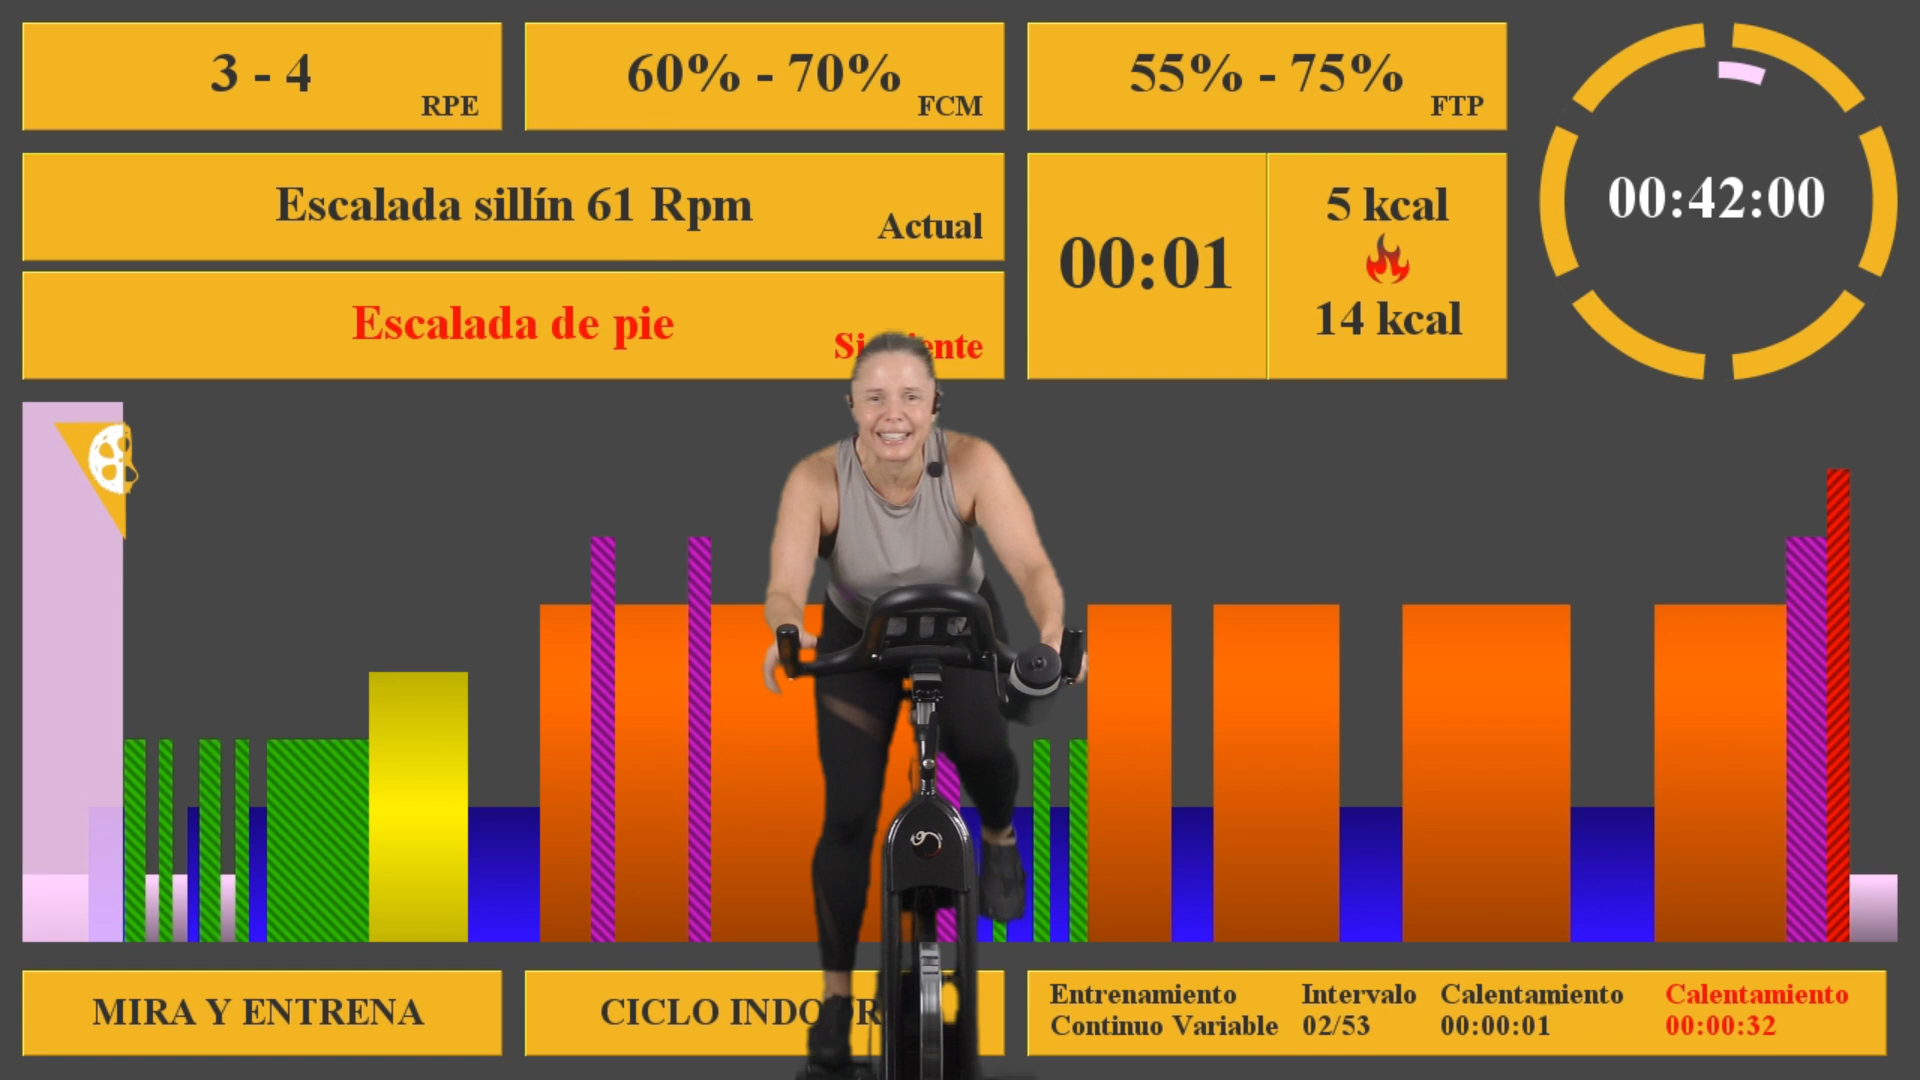 3 - 4
RPE
60% - 70%
FCM
55% - 75%
FTP
Escalada sillín 61 Rpm
Actual
Escalada de pie
00:01
5 kcal
14 kcal
00:42:00
MIRA Y ENTRENA
CICLO
Entrenamiento
Continuo Variable
Intervalo
02/53
Calentamiento
00:00:01
Calentamiento
00:00:32